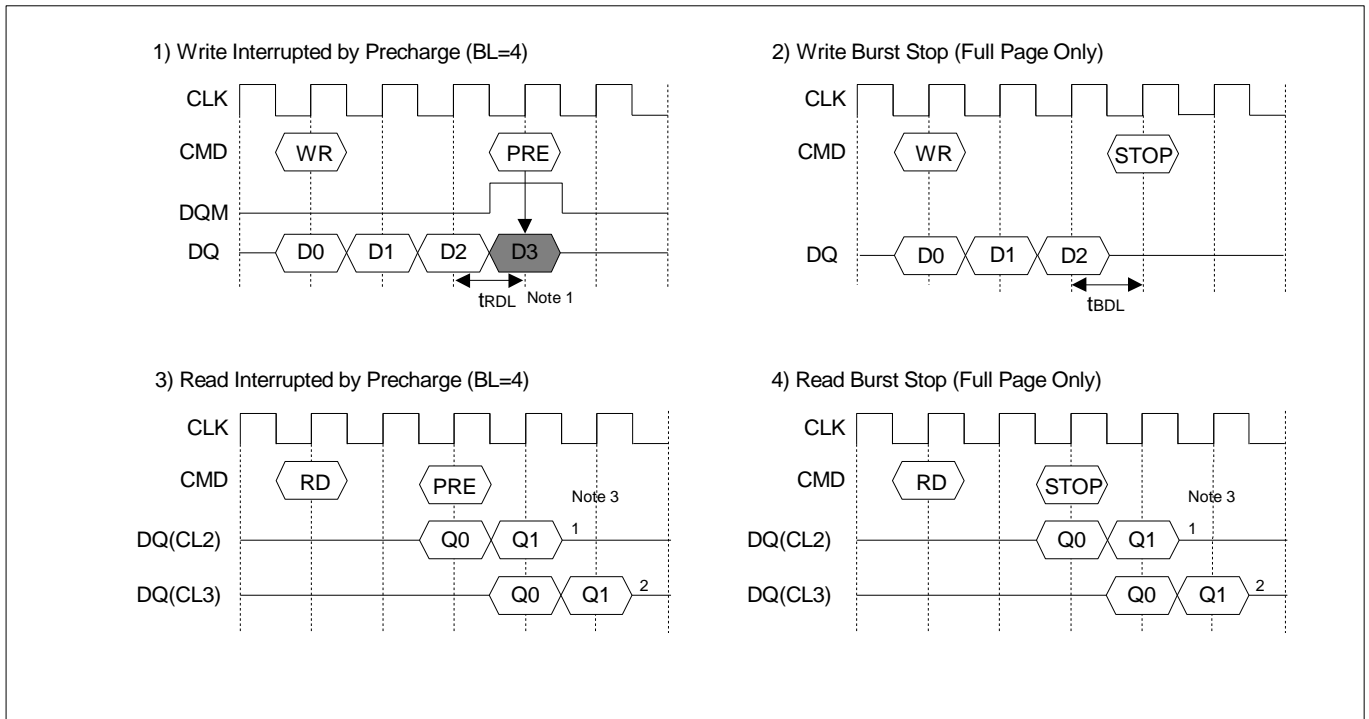 1) Write Interrupted by Precharge (BL=4)
CLK
CMD WR PRE
DQM
DQ D0 D1 D2 D3
tRDL Note 1
2) Write Burst Stop (Full Page Only)
CLK
CMD WR STOP
DQ D0 D1 D2
tBDL
3) Read Interrupted by Precharge (BL=4)
CLK
CMD RD PRE
Note 3
DQ(CL2) Q0 Q1 1
DQ(CL3) Q0 Q1 2
4) Read Burst Stop (Full Page Only)
CLK
CMD RD STOP
Note 3
DQ(CL2) Q0 Q1 1
DQ(CL3) Q0 Q1 2